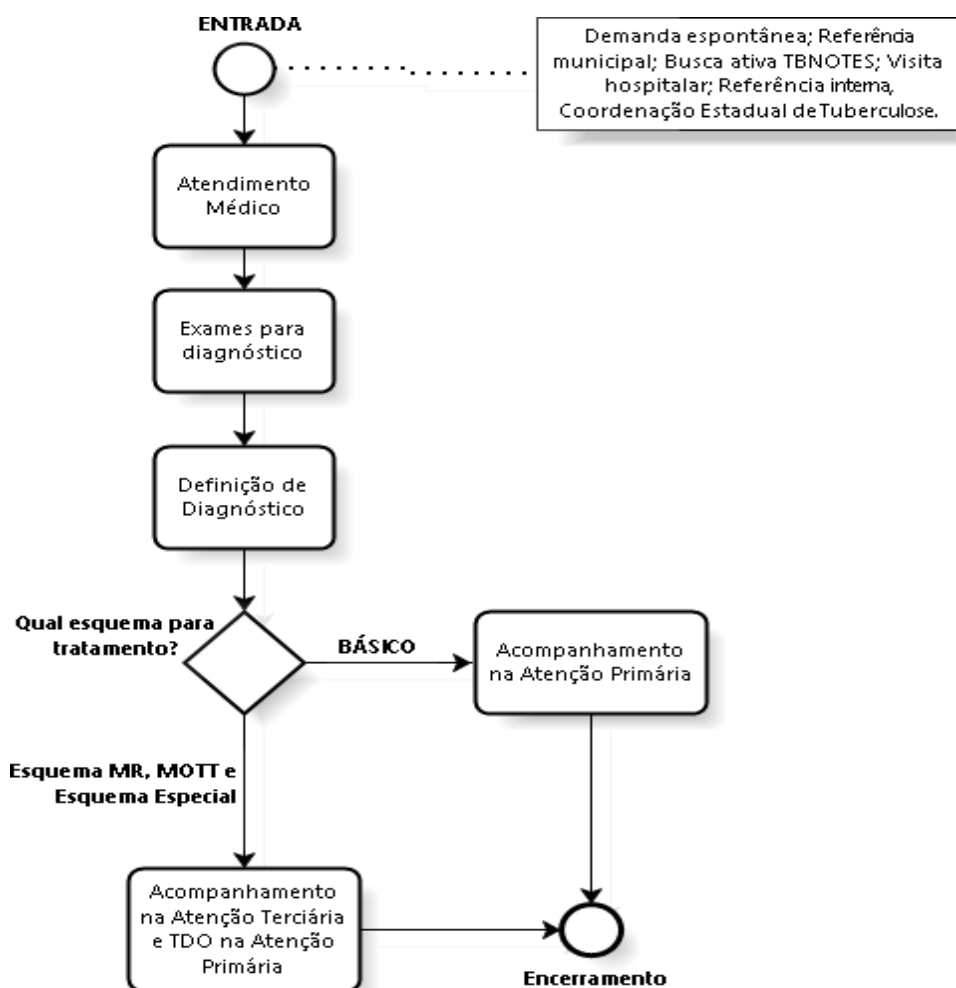 ENTRADA
Demanda espontânea; Referência
municipal; Busca ativa TBNOTES; Visita
hospitalar; Referência interna,
Coordenação Estadual de Tuberculose.
Atendimento
Médico
Exames para
diagnóstico
Definição de
Diagnóstico
Qual esquema para
tratamento?
BÁSICO
Acompanhamento
na Atenção Primária
Esquema MR, MOTT e
Esquema Especial
Acompanhamento
na Atenção Terciária
e TDO na Atenção
Primária
Encerramento